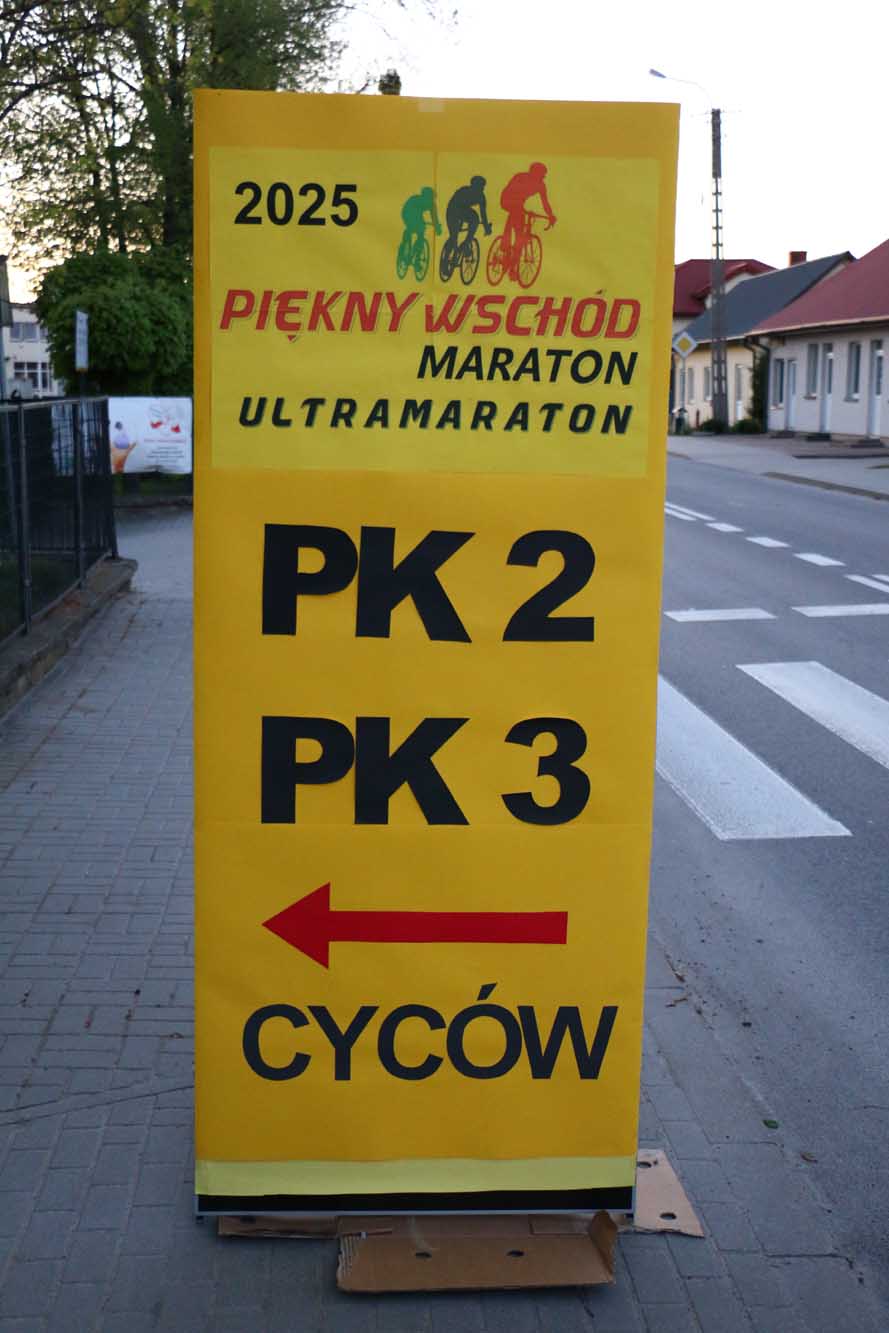 2025
PIĘKNY WSCHÓD
MARATON
ULTRAMARATON
PK 2
PK 3
CYCÓW